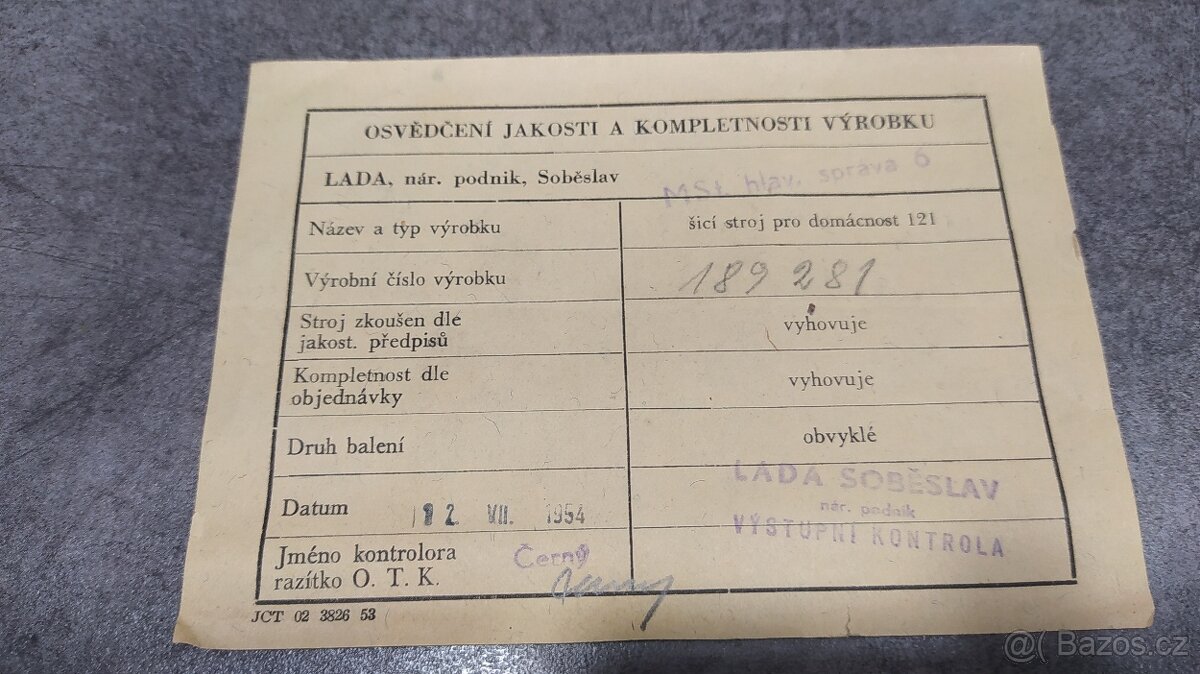 OSVĚDČENÍ JAKOSTI A KOMPLETNOSTI VÝROBKU
LADA, nár. podnik, Soběslav
MSt. hlav. správa 6
Název a typ výrobku
šicí stroj pro domácnost 121
Výrobní číslo výrobku
189 281
Stroj zkoušen dle
jakost. předpisů
vyhovuje
Kompletnost dle
objednávky
vyhovuje
Druh balení
obvyklé
Datum
12. VII. 1954
LADA SOBĚSLAV
nár. podnik
VÝSTUPNÍ KONTROLA
Jméno kontrolora
razítko O. T. K.
Černý
JCT 02 3826 53
@( Bazos.cz